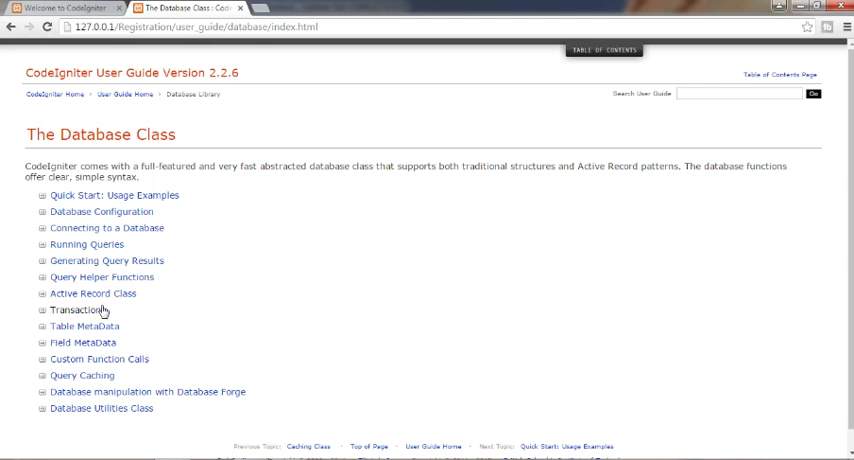 Welcome to CodeIgniter
The Database Class : Code
127.0.0.1/Registration/user_guide/database/index.html
TABLE OF CONTENTS
CodeIgniter User Guide Version 2.2.6
Table of Contents Page
CodeIgniter Home › User Guide Home › Database Library
Search User Guide
Go
The Database Class
CodeIgniter comes with a full-featured and very fast abstracted database class that supports both traditional structures and Active Record patterns. The database functions
offer clear, simple syntax.
Quick Start: Usage Examples
Database Configuration
Connecting to a Database
Running Queries
Generating Query Results
Query Helper Functions
Active Record Class
Transaction
Table MetaData
Field MetaData
Custom Function Calls
Query Caching
Database manipulation with Database Forge
Database Utilities Class
Previous Topic: Caching Class · Top of Page · User Guide Home · Next Topic: Quick Start: Usage Examples